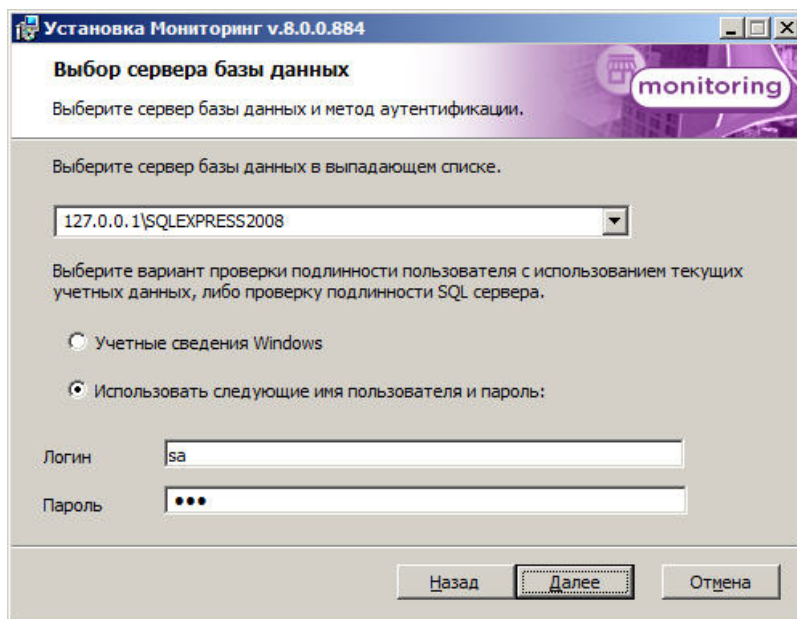 Установка Мониторинг v.8.0.0.884
Выбор сервера базы данных
Выберите сервер базы данных и метод аутентификации.
monitoring
Выберите сервер базы данных в выпадающем списке.
127.0.0.1\SQLEXPRESS2008
Выберите вариант проверки подлинности пользователя с использованием текущих
учетных данных, либо проверку подлинности SQL сервера.
Учетные сведения Windows
Использовать следующие имя пользователя и пароль:
Логин sa
Пароль •••
Назад Далее Отмена